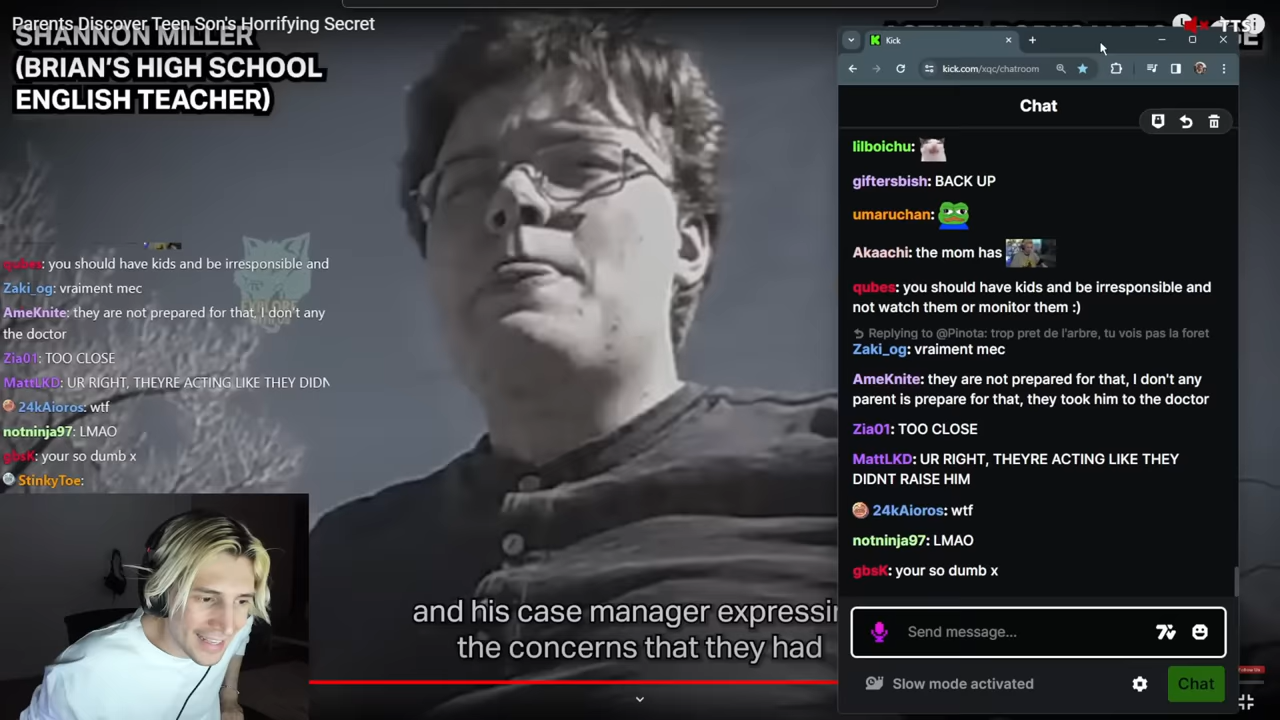 Parents Discover Teen Son's Horrifying Secret
SHANNON MILLER
(BRIAN'S HIGH SCHOOL
ENGLISH TEACHER)
TTS
Kick
kick.com/xqc/chatroom
Chat
lilboichu:
giftersbish: BACK UP
umaruchan:
Akaachi: the mom has
qubes: you should have kids and be irresponsible and
not watch them or monitor them :)
Replying to @Pinota: trop pret de l'arbre, tu vois pas la foret
Zaki_og: vraiment mec
AmeKnite: they are not prepared for that, I don't any
parent is prepare for that, they took him to the doctor
Zia01: TOO CLOSE
MattLKD: UR RIGHT, THEYRE ACTING LIKE THEY
DIDNT RAISE HIM
24kAioros: wtf
notninja97: LMAO
gbsK: your so dumb x
Send message...
Slow mode activated
Chat
qubes: you should have kids and be irresponsible and
Zaki_og: vraiment mec
AmeKnite: they are not prepared for that, I don't any
the doctor
Zia01: TOO CLOSE
MattLKD: UR RIGHT, THEYRE ACTING LIKE THEY DIDN
24kAioros: wtf
notninja97: LMAO
gbsK: your so dumb x
StinkyToe:
and his case manager expressin
the concerns that they had